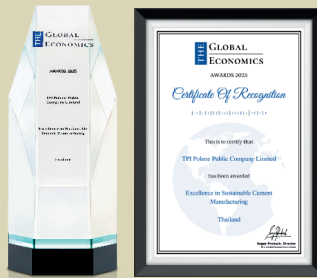 THE
GLOBAL
ECONOMICS
AWARDS 2025
TPI Polene Public
Company Limited
Excellence in Sustainable
Cement Manufacturing
Thailand
THE
GLOBAL
ECONOMICS
AWARDS 2025
Certificate Of Recognition
This is to certify that
TPI Polene Public Company Limited
has been awarded
Excellence in Sustainable Cement
Manufacturing
Thailand